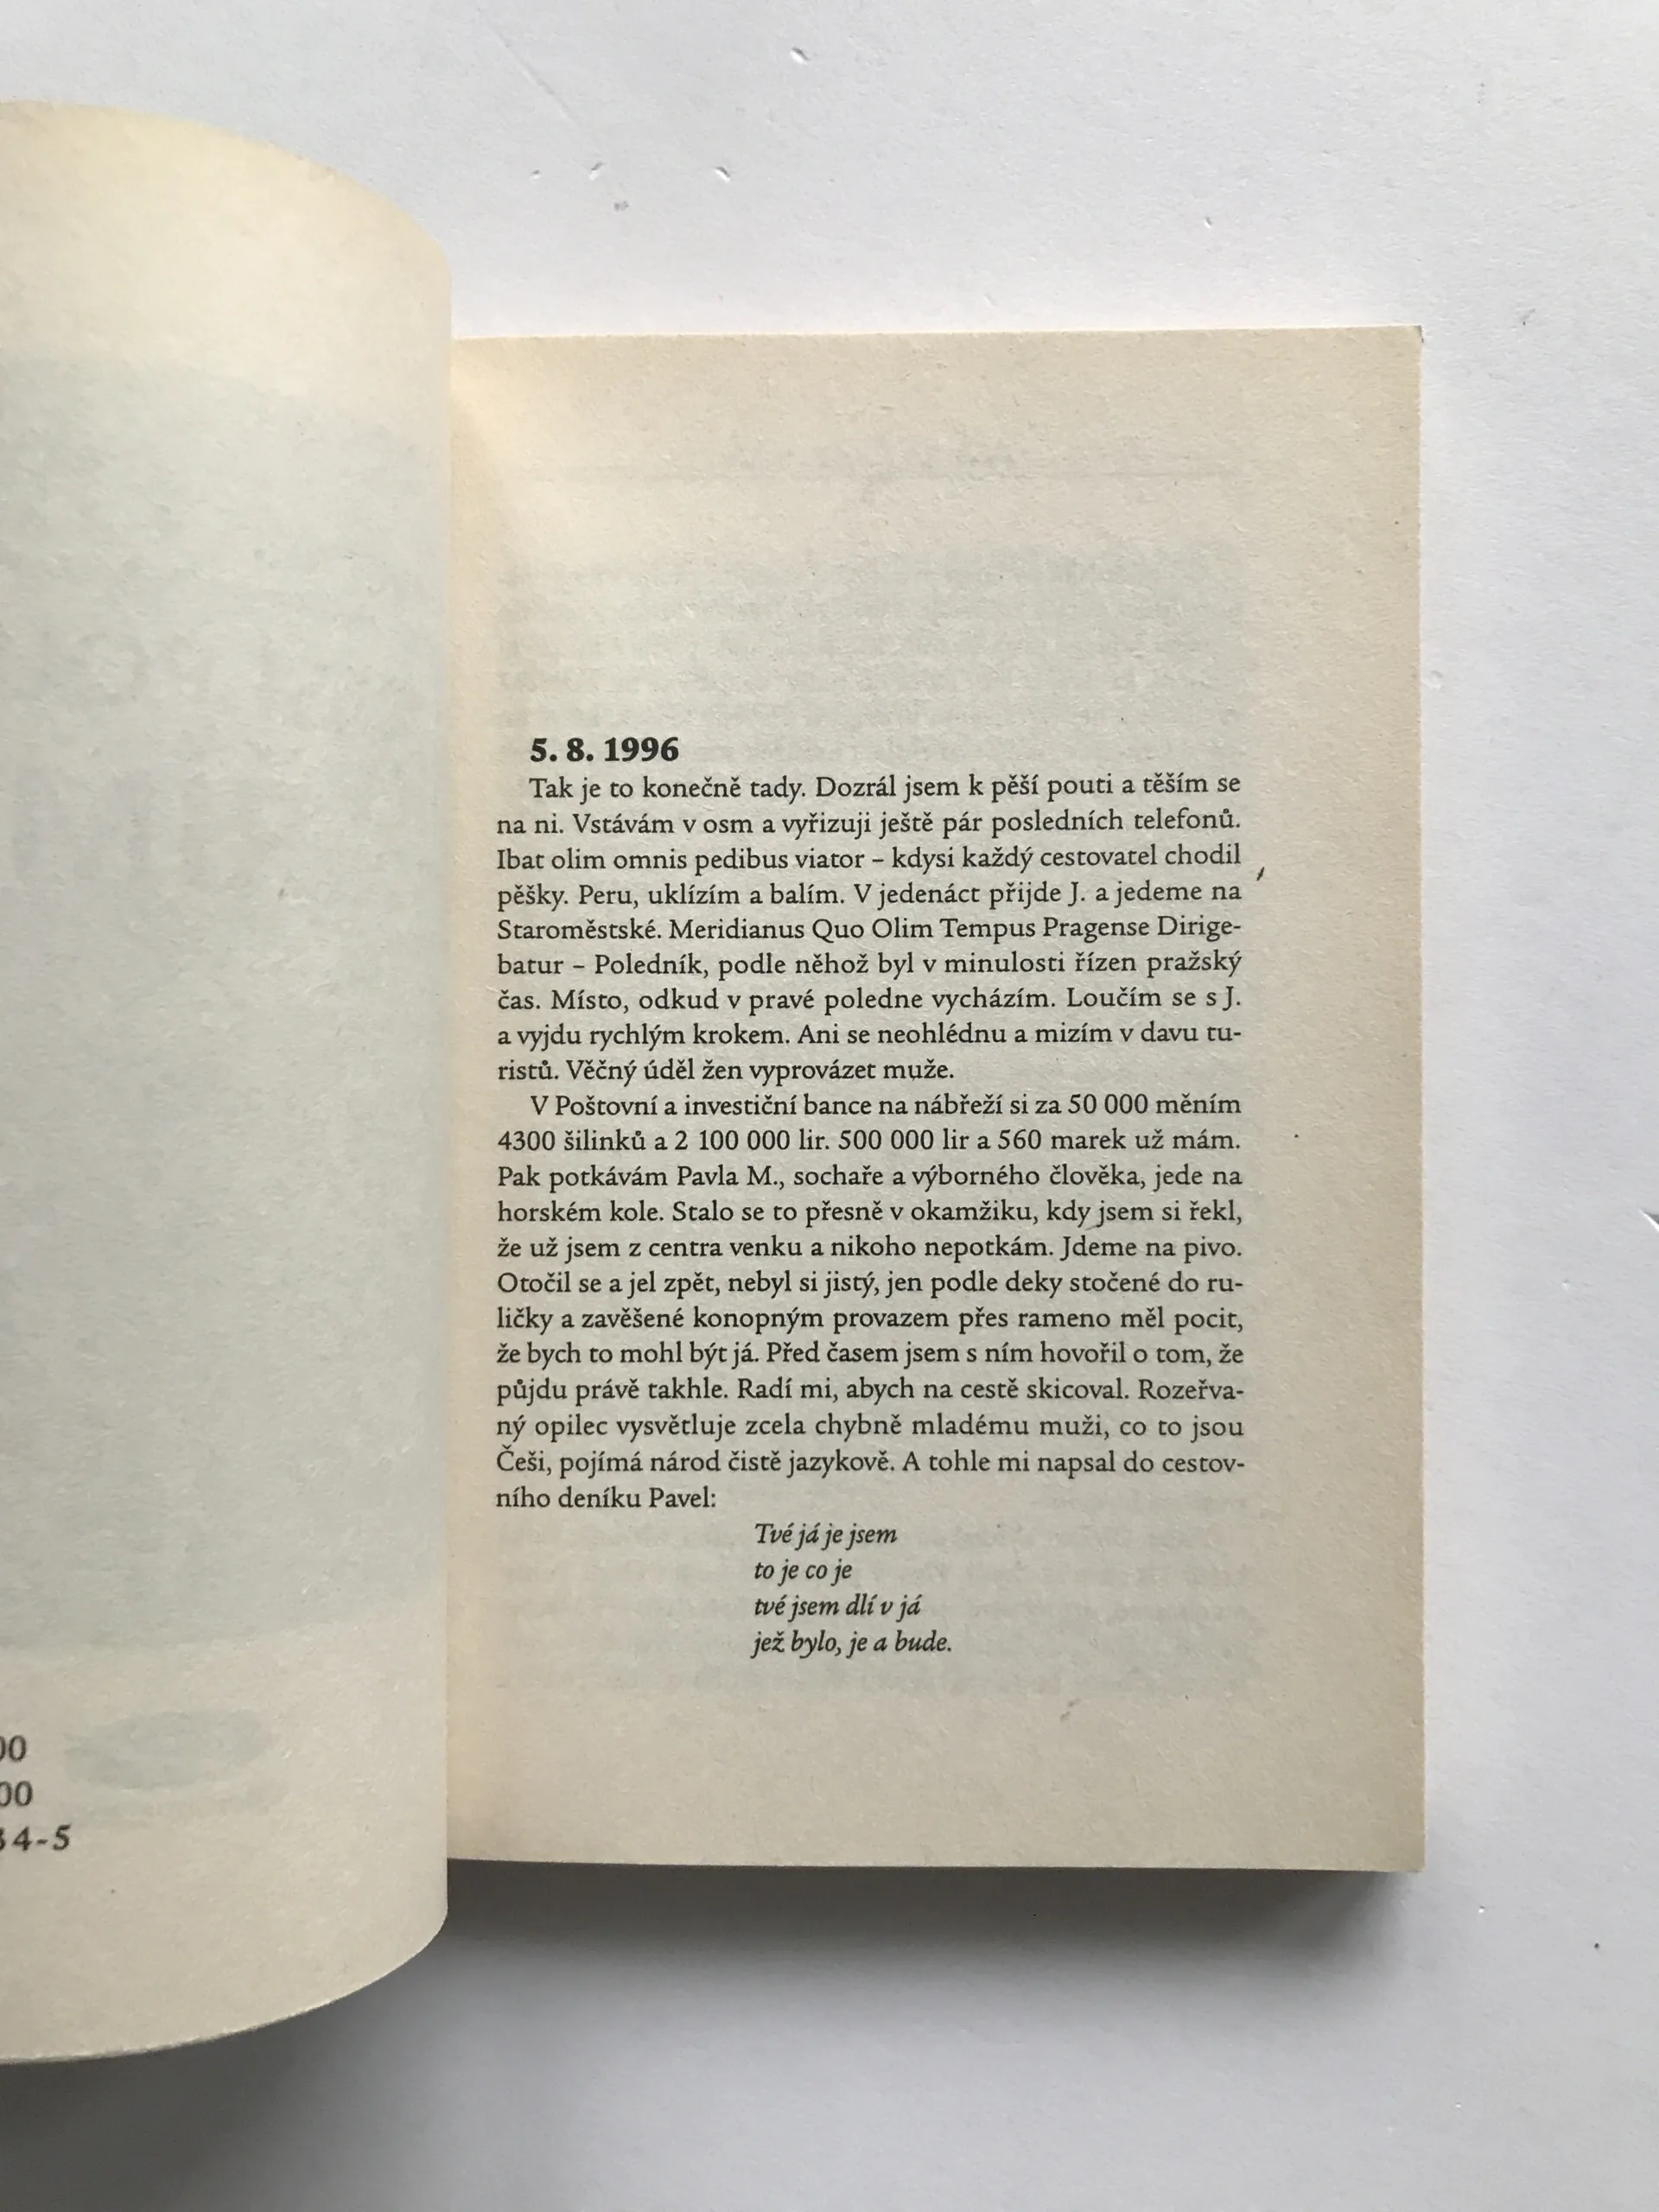 00
00
34-5
5. 8. 1996
Tak je to konečně tady. Dozrál jsem k pěší pouti a těším se
na ni. Vstávám v osm a vyřizuji ještě pár posledních telefonů.
Ibat olim omnis pedibus viator – kdysi každý cestovatel chodil
pěšky. Peru, uklízím a balím. V jedenáct přijde J. a jedeme na
Staroměstské. Meridianus Quo Olim Tempus Pragense Dirige-
batur – Poledník, podle něhož byl v minulosti řízen pražský
čas. Místo, odkud v pravé poledne vycházím. Loučím se s J.
a vyjdu rychlým krokem. Ani se neohlédnu a mizím v davu tu-
ristů. Věčný úděl žen vyprovázet muže.
V Poštovní a investiční bance na nábřeží si za 50 000 měním
4300 šilinků a 2 100 000 lir. 500 000 lir a 560 marek už mám.
Pak potkávám Pavla M., sochaře a výborného člověka, jede na
horském kole. Stalo se to přesně v okamžiku, kdy jsem si řekl,
že už jsem z centra venku a nikoho nepotkám. Jdeme na pivo.
Otočil se a jel zpět, nebyl si jistý, jen podle deky stočené do ru-
ličky a zavěšené konopným provazem přes rameno měl pocit,
že bych to mohl být já. Před časem jsem s ním hovořil o tom, že
půjdu právě takhle. Radí mi, abych na cestě skicoval. Rozeřva-
ný opilec vysvětluje zcela chybně mladému muži, co to jsou
Češi, pojímá národ čistě jazykově. A tohle mi napsal do cestov-
ního deníku Pavel:
Tvé já je jsem
to je co je
tvé jsem dlí v já
jež bylo, je a bude.